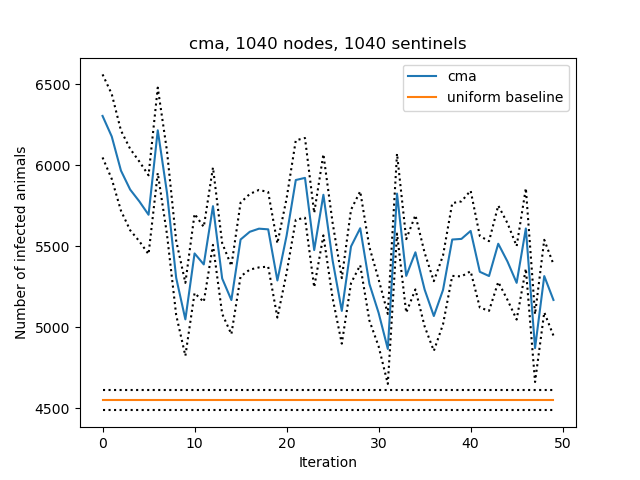 cma, 1040 nodes, 1040 sentinels
cma
uniform baseline
Number of infected animals
6500
6000
5500
5000
4500
0 10 20 30 40 50
Iteration